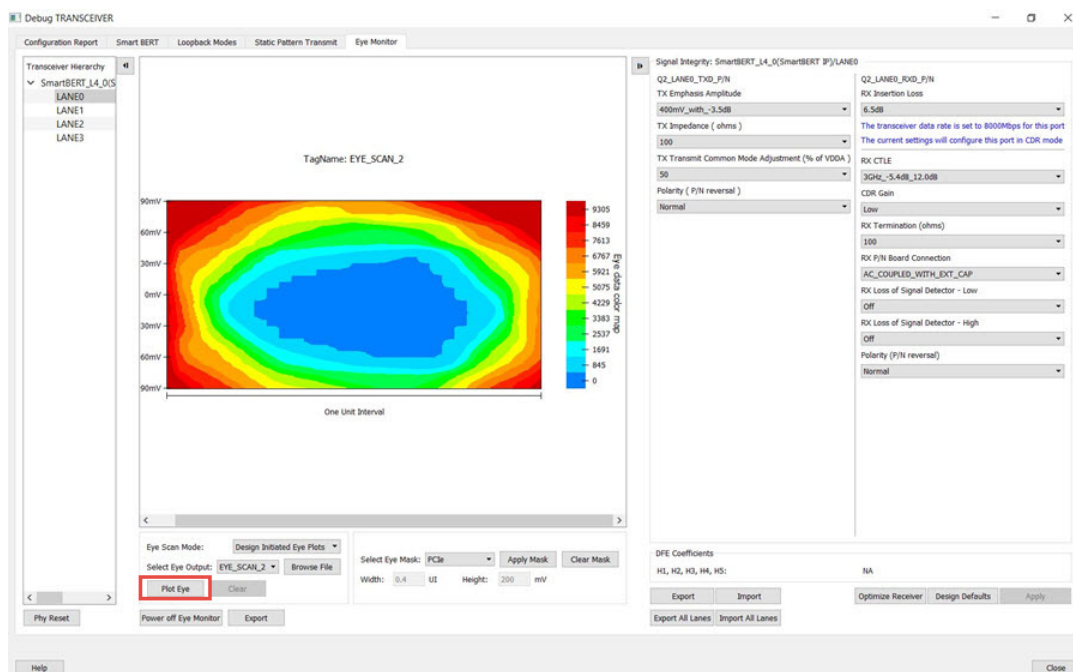 Debug TRANSCEIVER
Configuration Report
Smart BERT
Loopback Modes
Static Pattern Transmit
Eye Monitor
Transceiver Hierarchy
SmartBERT_L4_0(S
LANE0
LANE1
LANE2
LANE3
Phy Reset
TagName: EYE_SCAN_2
90mV
60mV
30mV
0mV
30mV
60mV
90mV
One Unit Interval
9305
8459
7613
6767
5921
5075
4229
3383
2537
1691
845
0
Eye data color map
Eye Scan Mode: Design Initiated Eye Plots
Select Eye Output: EYE_SCAN_2 Browse File
Plot Eye Clear
Power off Eye Monitor Export
Select Eye Mask: PCIe Apply Mask Clear Mask
Width: 0.4 UI Height: 200 mV
Signal Integrity: SmartBERT_L4_0(SmartBERT IP)/LANE0
Q2_LANE0_TXD_P/N
TX Emphasis Amplitude
400mV_with_-3.5dB
TX Impedance ( ohms )
100
TX Transmit Common Mode Adjustment (% of VDDA )
50
Polarity ( P/N reversal )
Normal
Q2_LANE0_RXD_P/N
RX Insertion Loss
6.5dB
The transceiver data rate is set to 8000Mbps for this port
The current settings will configure this port in CDR mode
RX CTLE
3GHz_-5.4dB_12.0dB
CDR Gain
Low
RX Termination (ohms)
100
RX P/N Board Connection
AC_COUPLED_WITH_EXT_CAP
RX Loss of Signal Detector - Low
Off
RX Loss of Signal Detector - High
Off
Polarity (P/N reversal)
Normal
DFE Coefficients
H1, H2, H3, H4, H5: NA
Export Import Optimize Receiver Design Defaults Apply
Export All Lanes Import All Lanes
Help Close